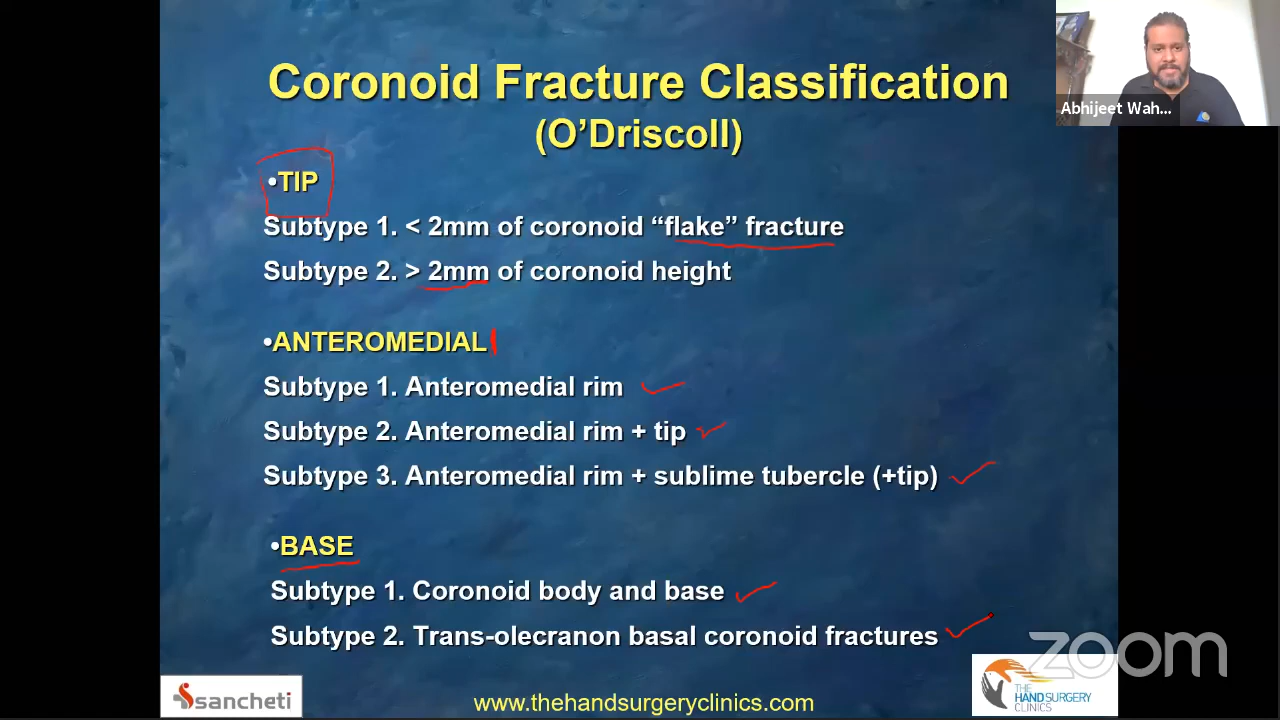 Coronoid Fracture Classification
(O’Driscoll)
Abhijeet Wah...
•TIP
Subtype 1. < 2mm of coronoid “flake” fracture
Subtype 2. > 2mm of coronoid height
•ANTEROMEDIAL
Subtype 1. Anteromedial rim
Subtype 2. Anteromedial rim + tip
Subtype 3. Anteromedial rim + sublime tubercle (+tip)
•BASE
Subtype 1. Coronoid body and base
Subtype 2. Trans-olecranon basal coronoid fractures
zoom
sancheti
www.thehandsurgeryclinics.com
THE
HANDSURGERY
CLINICS